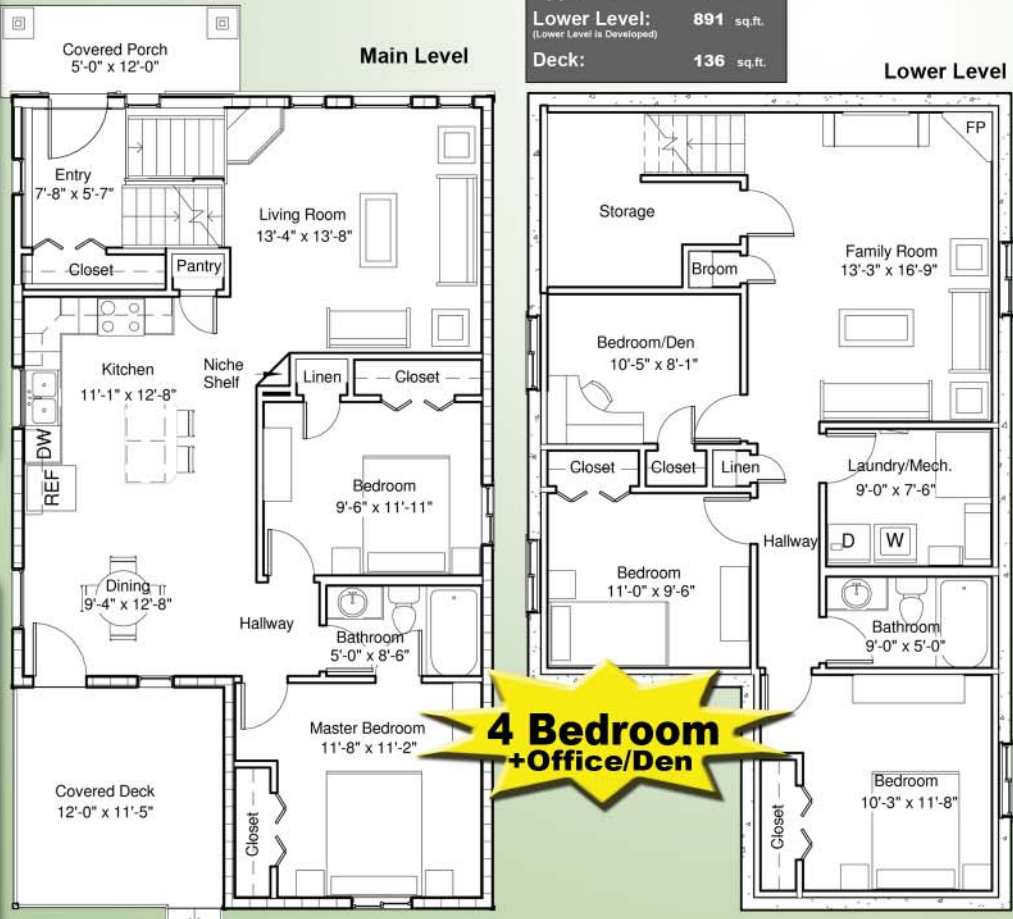 Lower Level: 891 sq.ft.
(Lower Level is Developed)
Deck: 136 sq.ft.
Main Level
Covered Porch
5'-0" x 12'-0"
Entry
7'-8" x 5'-7"
Living Room
13'-4" x 13'-8"
Closet
Pantry
Kitchen
11'-1" x 12'-8"
Niche
Shelf
Linen
Closet
DW
REF
Bedroom
9'-6" x 11'-11"
Dining
9'-4" x 12'-8"
Hallway
Bathroom
5'-0" x 8'-6"
Master Bedroom
11'-8" x 11'-2"
Covered Deck
12'-0" x 11'-5"
Closet
4 Bedroom
+Office/Den
Lower Level
FP
Storage
Family Room
13'-3" x 16'-9"
Broom
Bedroom/Den
10'-5" x 8'-1"
Closet
Closet
Linen
Laundry/Mech.
9'-0" x 7'-6"
Hallway
D
W
Bedroom
11'-0" x 9'-6"
Bathroom
9'-0" x 5'-0"
Bedroom
10'-3" x 11'-8"
Closet